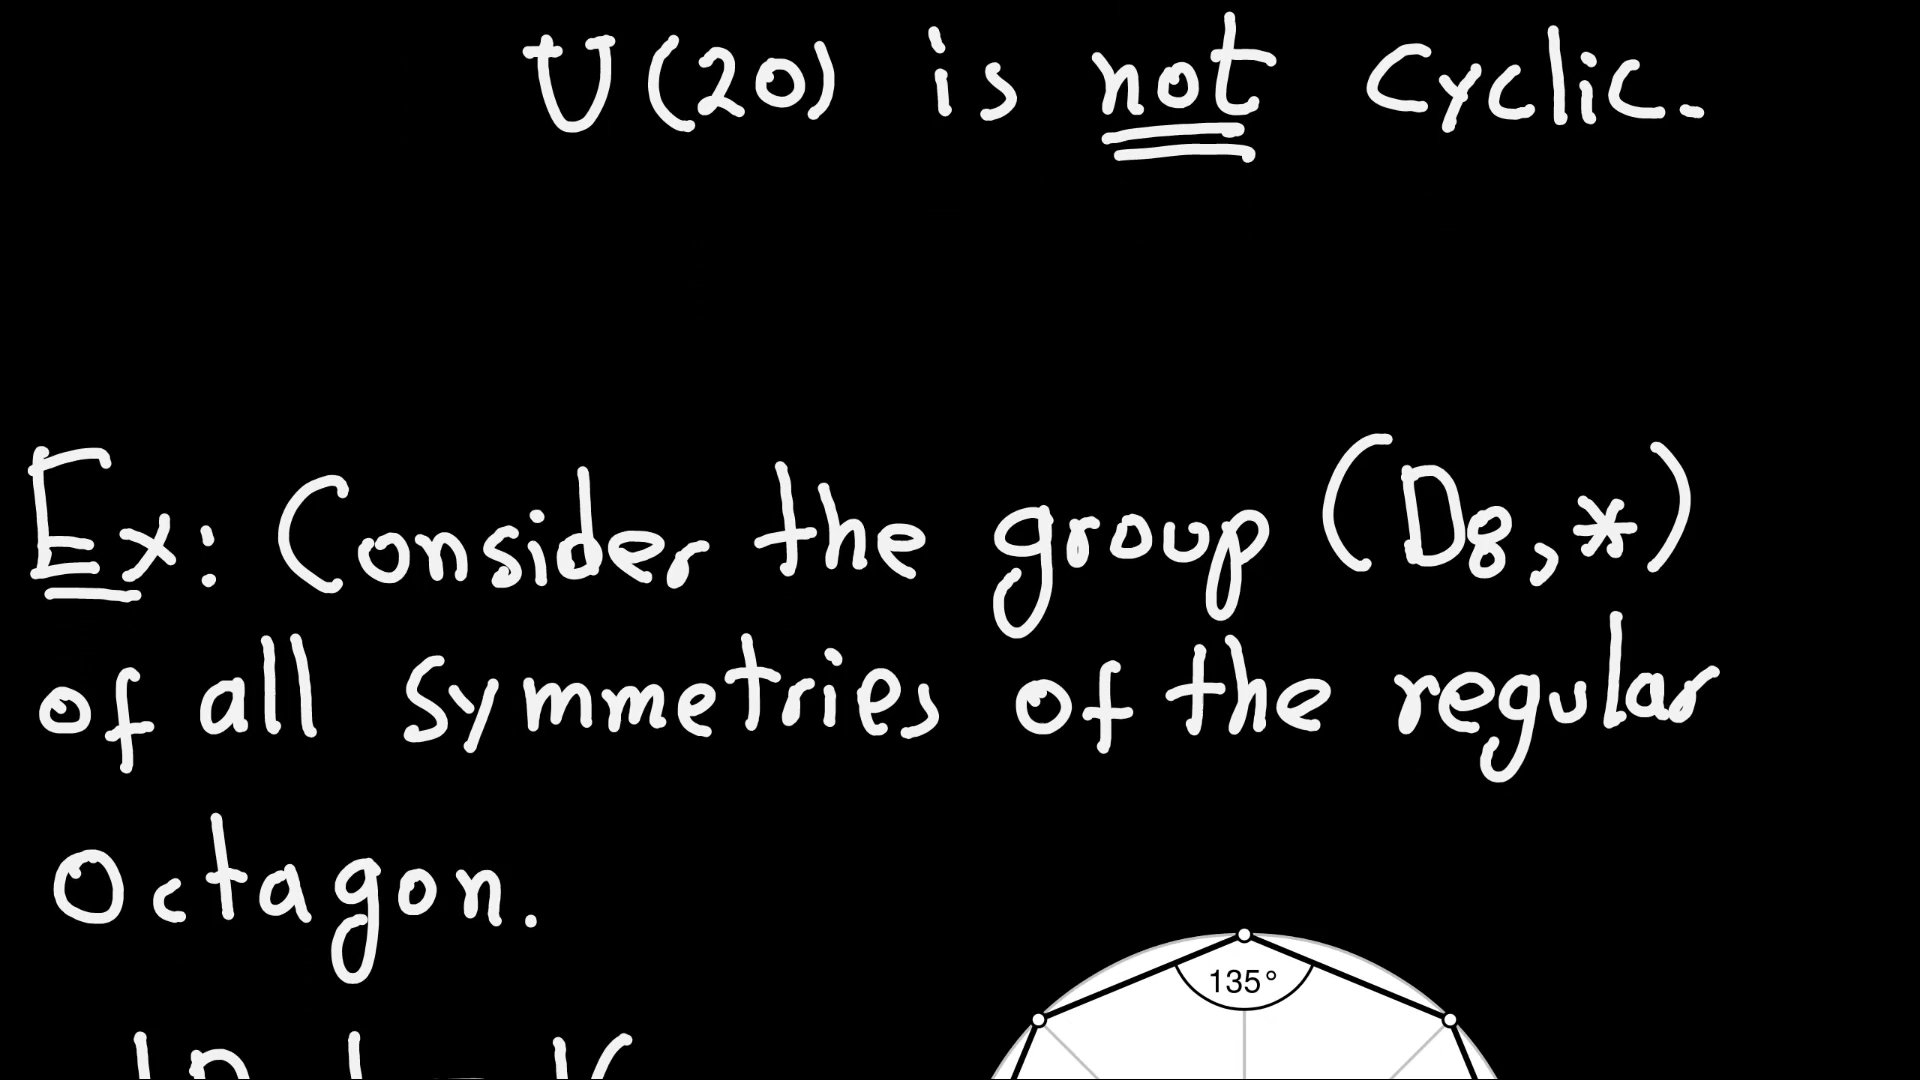 U(20) is not cyclic.
Ex: Consider the group (D8,*)
of all symmetries of the regular
Octagon.
135°